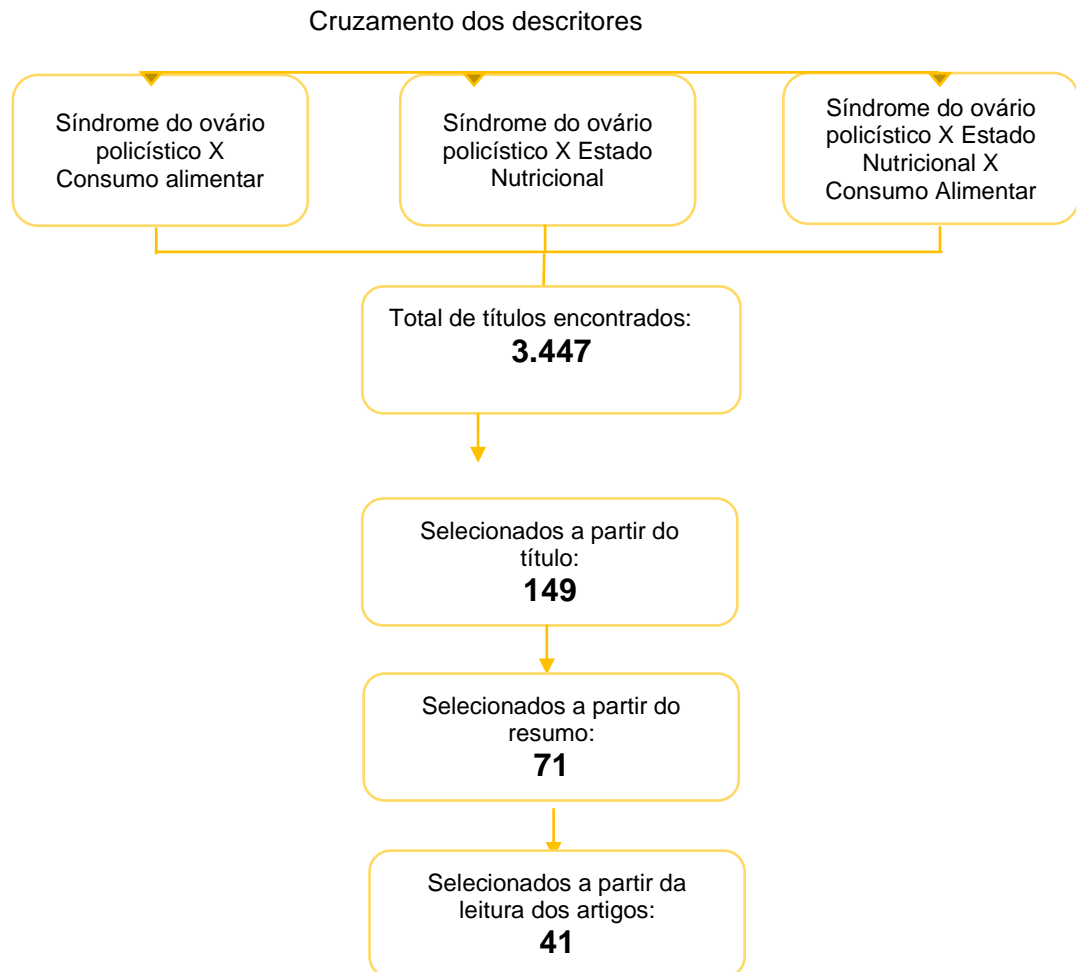 Cruzamento dos descritores
Síndrome do ovário
policístico X
Consumo alimentar
Síndrome do ovário
policístico X Estado
Nutricional
Síndrome do ovário
policístico X Estado
Nutricional X
Consumo Alimentar
Total de títulos encontrados:
3.447
Selecionados a partir do
título:
149
Selecionados a partir do
resumo:
71
Selecionados a partir da
leitura dos artigos:
41